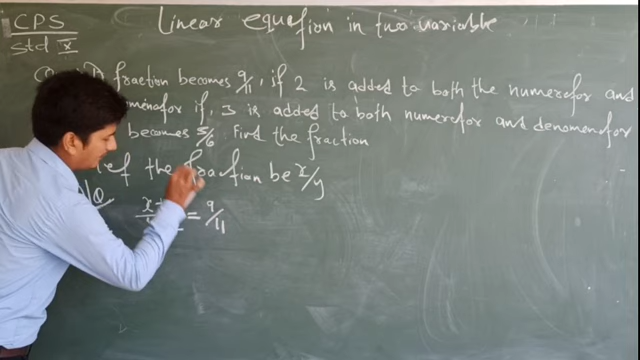 CPS
Std X
Linear equation in two variable
fraction becomes 9/11, if 2 is added to both the numerator and
if, 3 is added to both numerator and denomenator
becomes 5/6. Find the fraction
the fraction be x/y
= 9/11